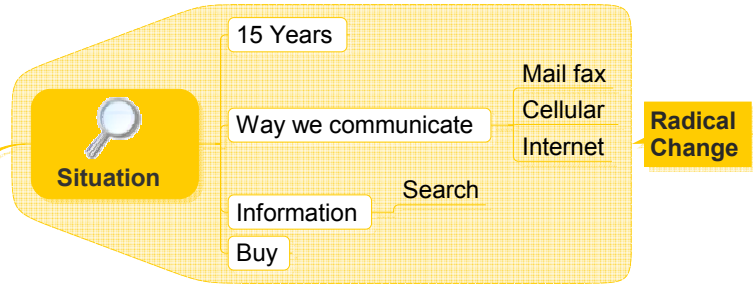 Situation
15 Years
Way we communicate
Mail fax
Cellular
Internet
Information
Search
Buy
Radical
Change